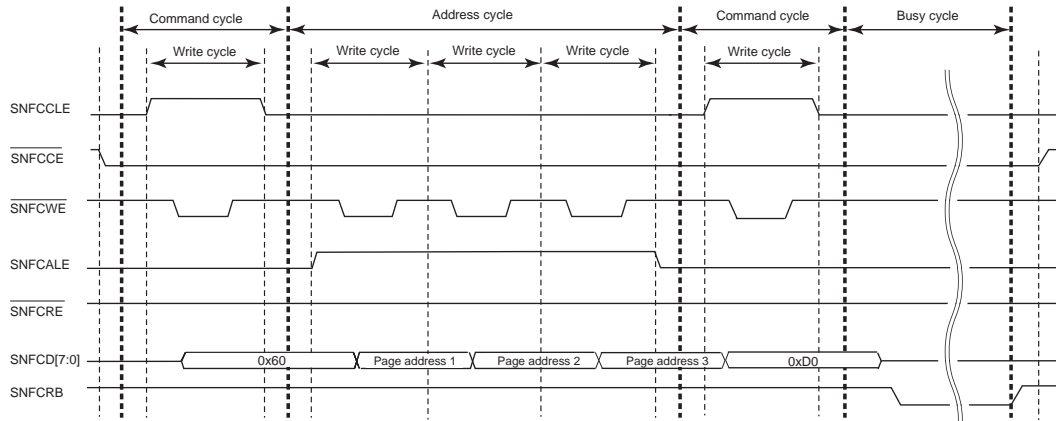 Command cycle Address cycle Command cycle Busy cycle
Write cycle Write cycle Write cycle Write cycle Write cycle
SNFCCLE
SNFCCE
SNFCWE
SNFCALE
SNFCRE
SNFCD[7:0] 0x60 Page address 1 Page address 2 Page address 3 0xD0
SNFCRB